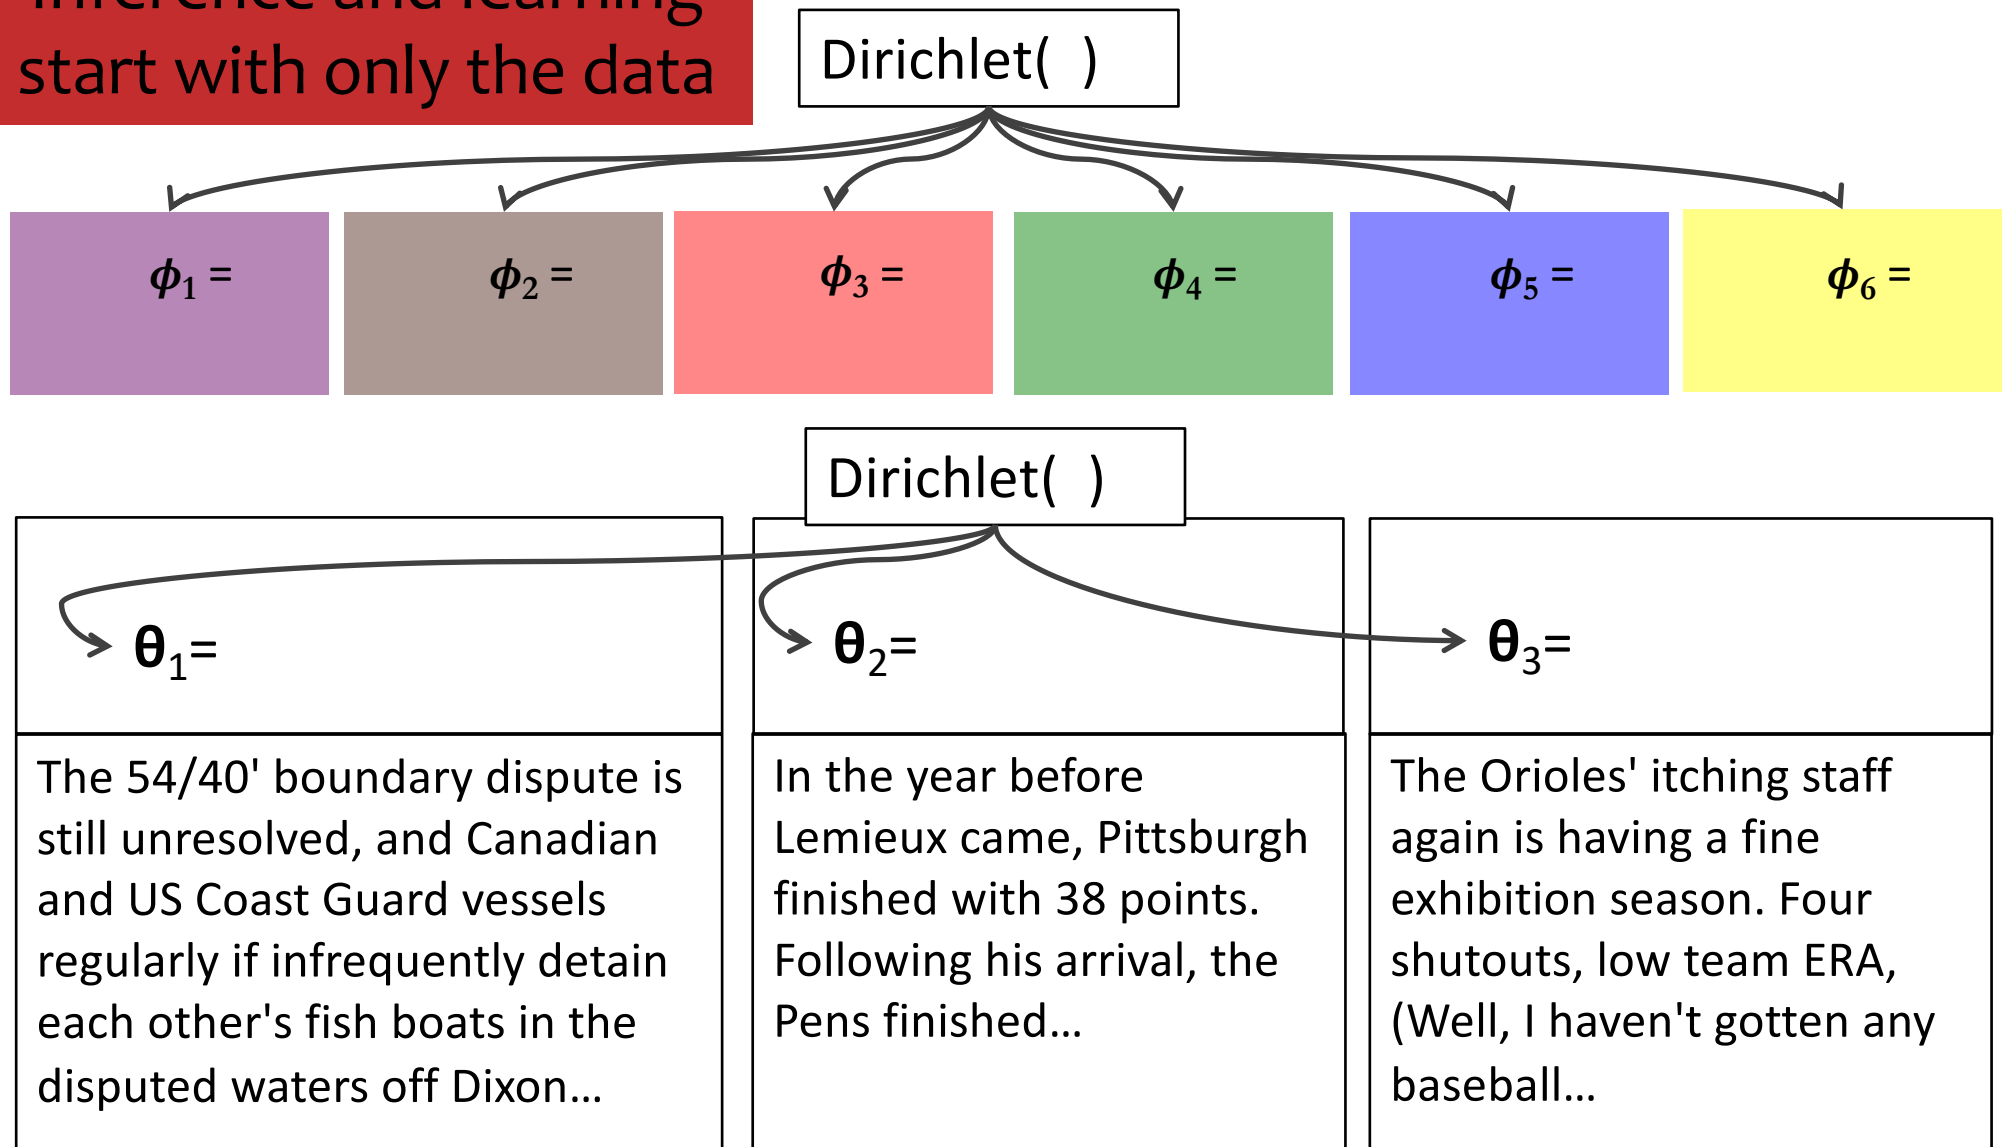 inference and learning
start with only the data
Dirichlet( )
ϕ₁ =
ϕ₂ =
ϕ₃ =
ϕ₄ =
ϕ₅ =
ϕ₆ =
Dirichlet( )
θ₁=
θ₂=
θ₃=
The 54/40' boundary dispute is
still unresolved, and Canadian
and US Coast Guard vessels
regularly if infrequently detain
each other's fish boats in the
disputed waters off Dixon…
In the year before
Lemieux came, Pittsburgh
finished with 38 points.
Following his arrival, the
Pens finished…
The Orioles' itching staff
again is having a fine
exhibition season. Four
shutouts, low team ERA,
(Well, I haven't gotten any
baseball…